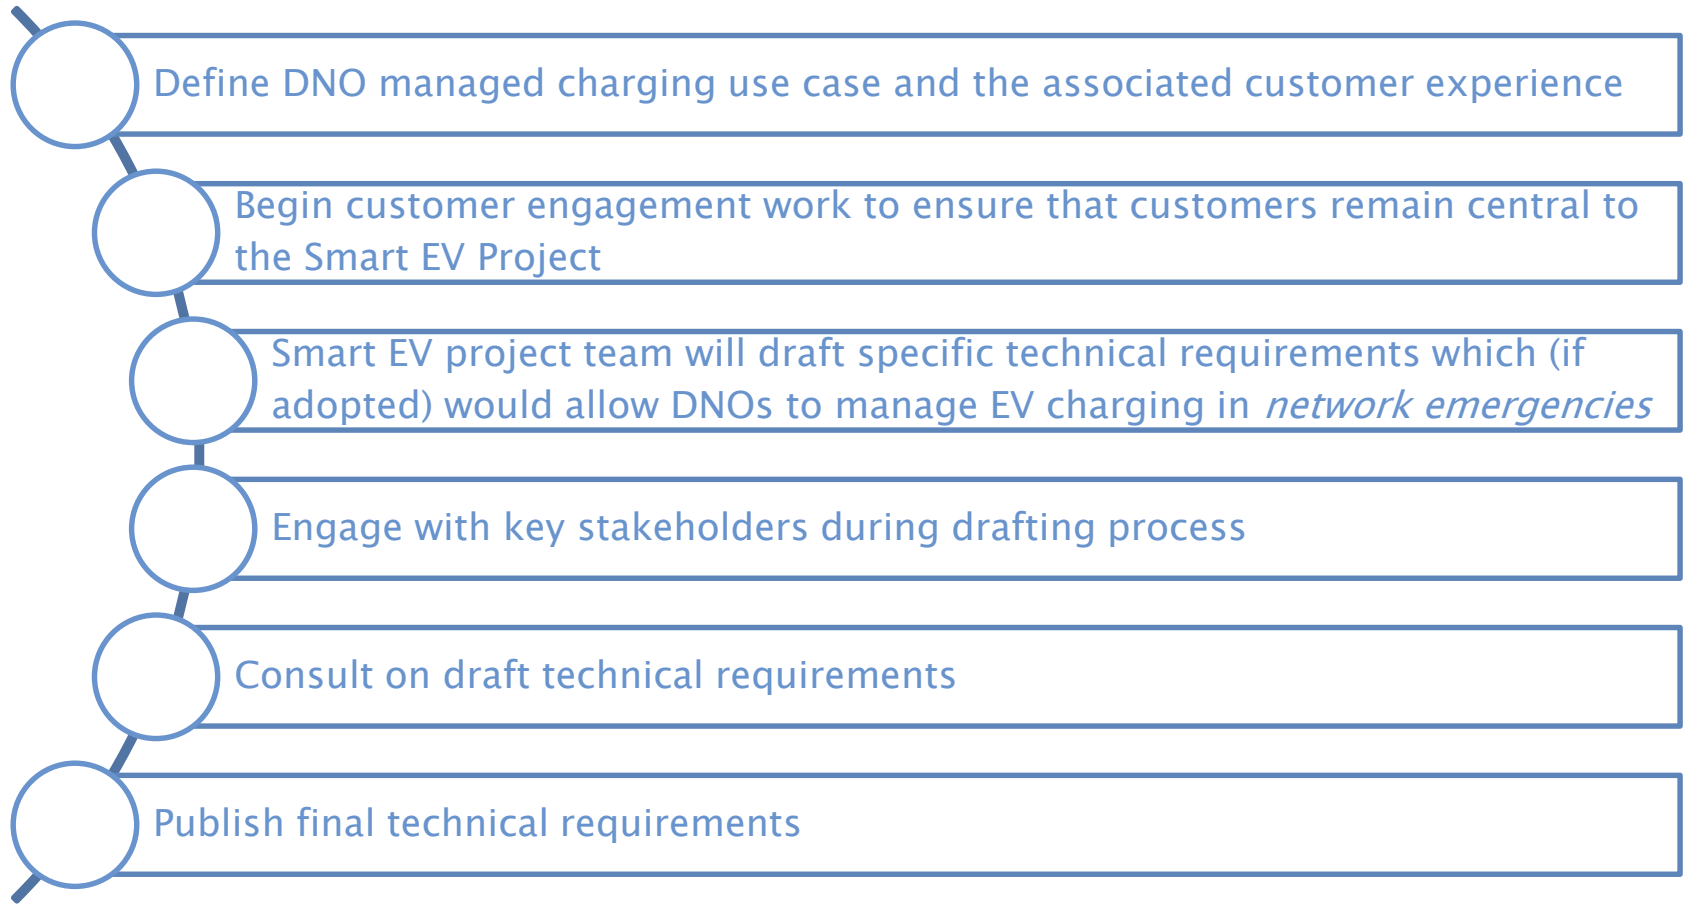 Define DNO managed charging use case and the associated customer experience
Begin customer engagement work to ensure that customers remain central to
the Smart EV Project
Smart EV project team will draft specific technical requirements which (if
adopted) would allow DNOs to manage EV charging in network emergencies
Engage with key stakeholders during drafting process
Consult on draft technical requirements
Publish final technical requirements